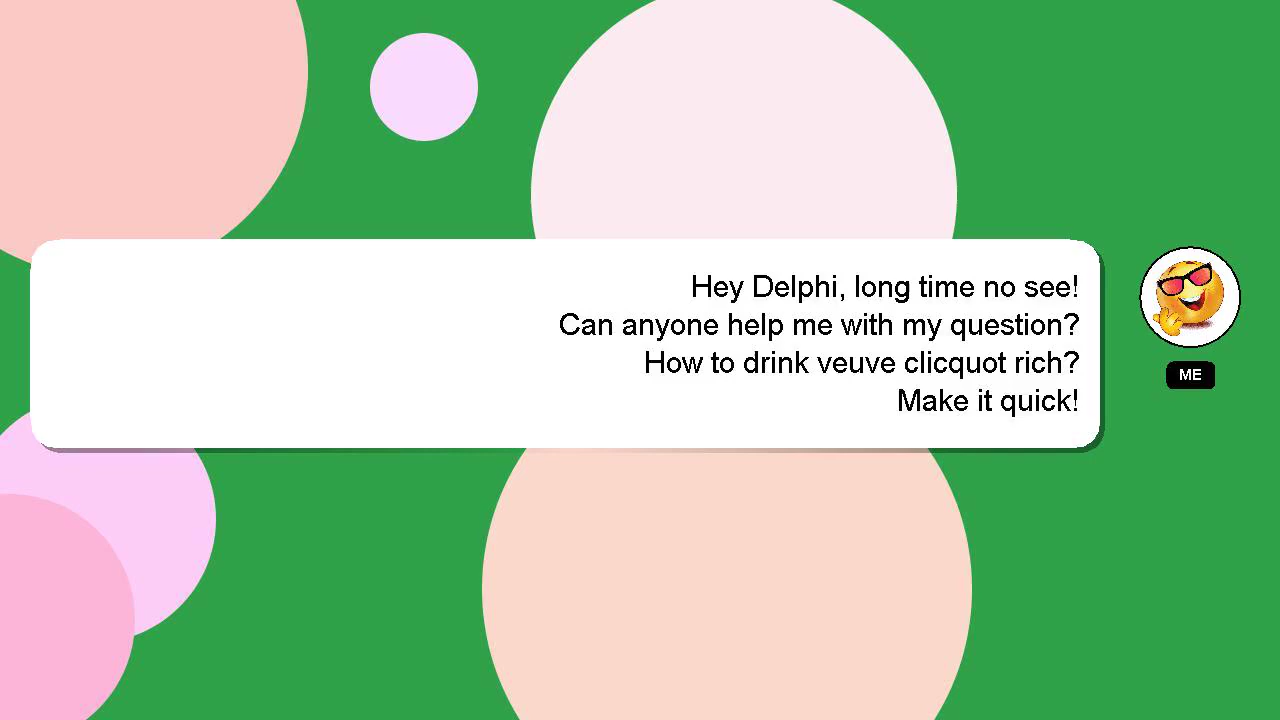 Hey Delphi, long time no see!
Can anyone help me with my question?
How to drink veuve clicquot rich?
Make it quick!
ME